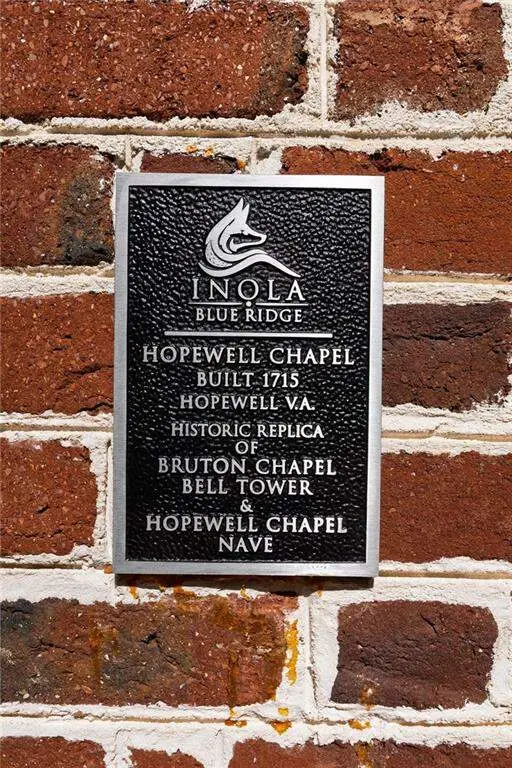 INOLA
BLUE RIDGE
HOPEWELL CHAPEL
BUILT 1715
HOPEWELL V.A.
HISTORIC REPLICA
OF
BRUTON CHAPEL
BELL TOWER
&
HOPEWELL CHAPEL
NAVE